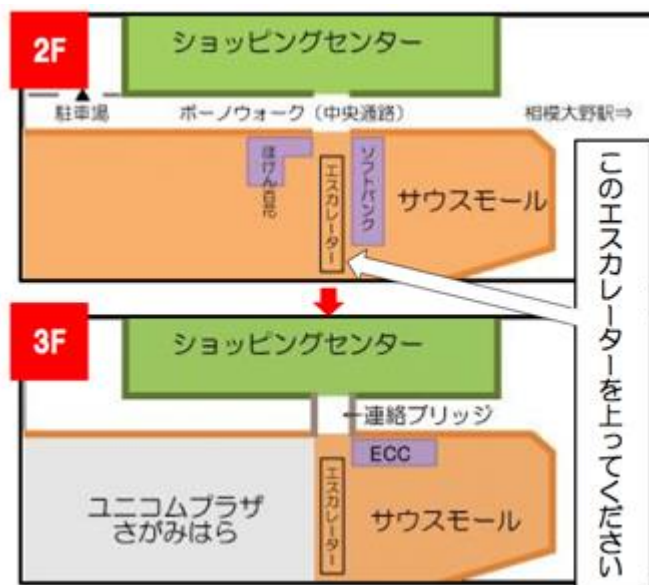 2F
ショッピングセンター
駐車場
ボーノウォーク（中央通路）
相模大野駅⇒
ほけん百花
エスカレーター
ソフトバンク
サウスモール
このエスカレーターを上ってください
3F
ショッピングセンター
連絡ブリッジ
ECC
エスカレーター
ユニコムプラザ
さがみはら
サウスモール